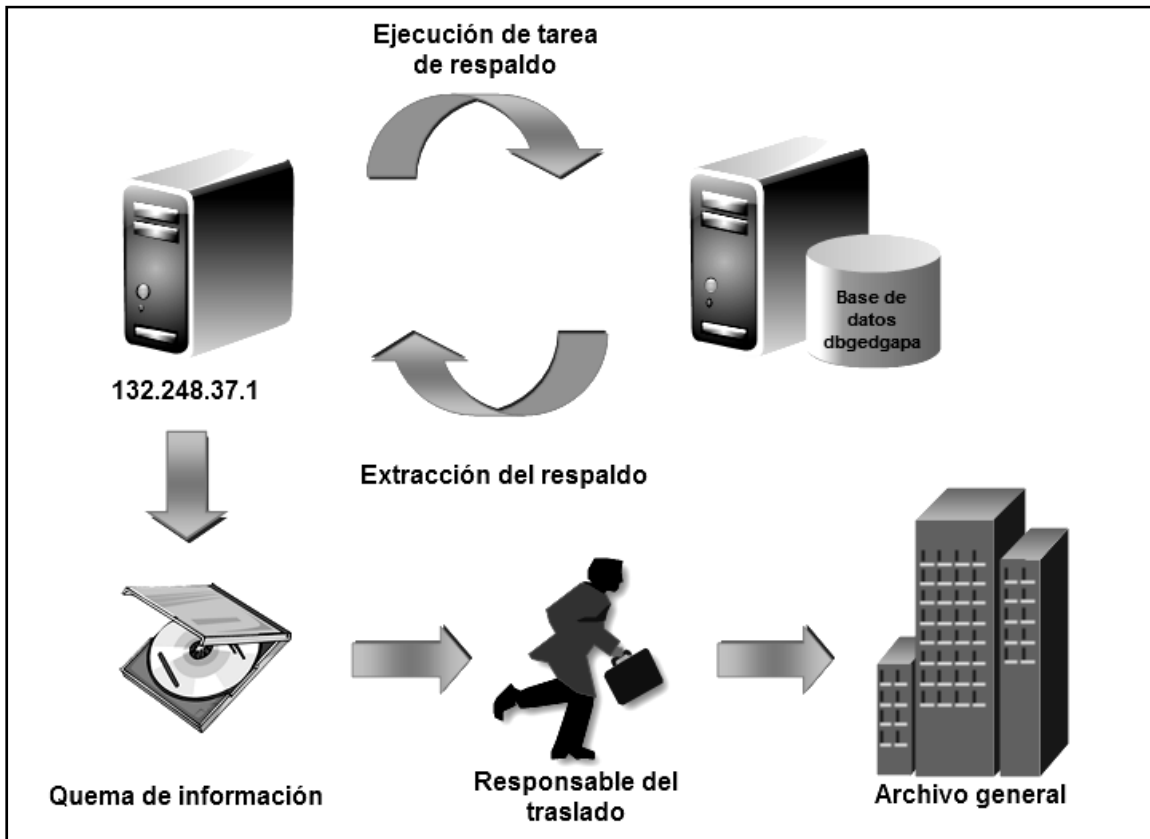 Ejecución de tarea
de respaldo
Base de
datos
dbgedgapa
132.248.37.1
Extracción del respaldo
Quema de información
Responsable del
traslado
Archivo general